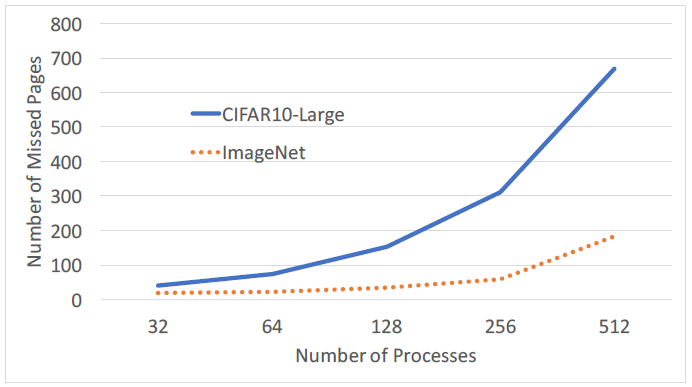 800
700
600
500
400
300
200
100
0
Number of Missed Pages
CIFAR10-Large
ImageNet
32 64 128 256 512
Number of Processes